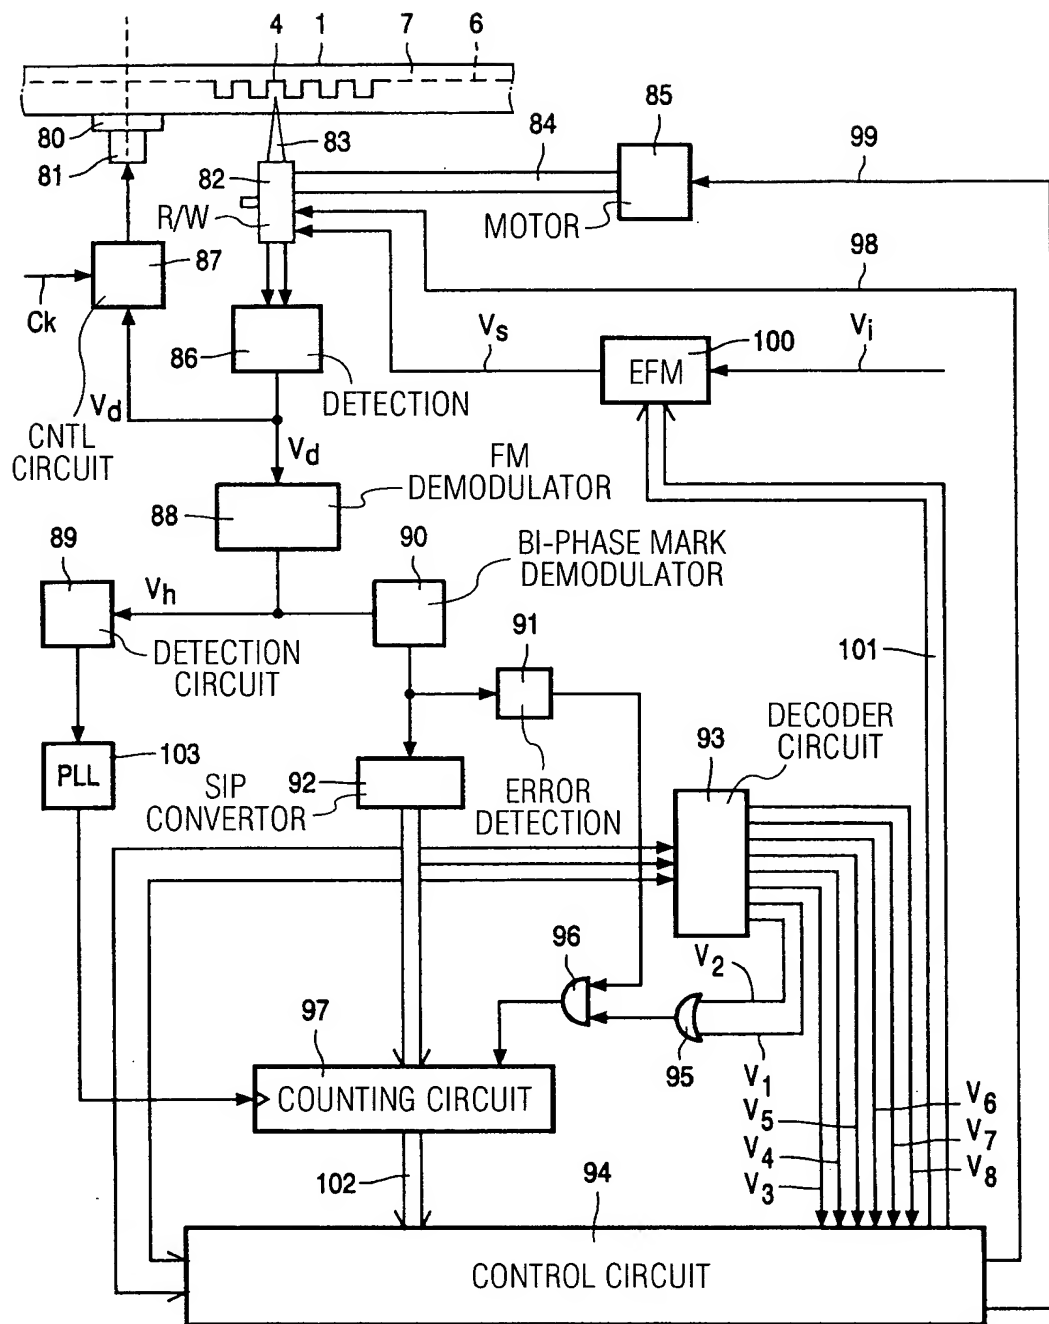 4 1 7 6
80
81
83
84
85
99
82
R/W
MOTOR
98
87
Ck
86
DETECTION
Vs
100
EFM
Vi
Vd
CNTL
CIRCUIT
Vd
FM
DEMODULATOR
88
90
BI-PHASE MARK
DEMODULATOR
89
Vh
DETECTION
CIRCUIT
91
101
103
PLL
92
SIP
CONVERTOR
ERROR
DETECTION
93
DECODER
CIRCUIT
96
V2
95
V1
97
COUNTING CIRCUIT
V5
V4
V3
V6
V7
V8
102
94
CONTROL CIRCUIT